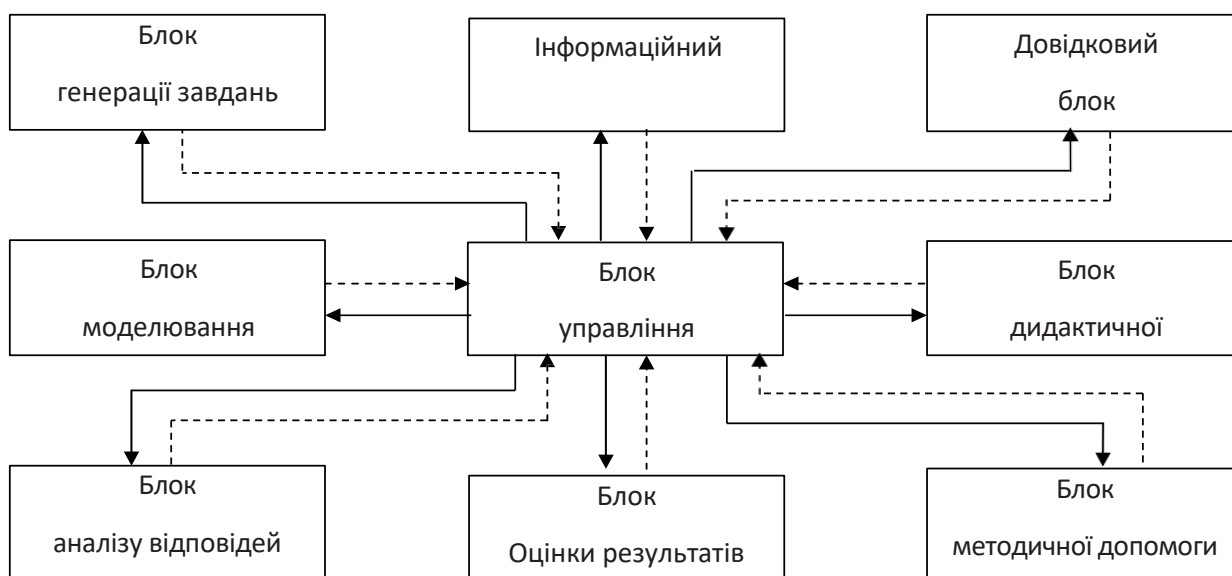 Блок
генерації завдань
Інформаційний
Довідковий
блок
Блок
моделювання
Блок
управління
Блок
дидактичної
Блок
аналізу відповідей
Блок
Оцінки результатів
Блок
методичної допомоги